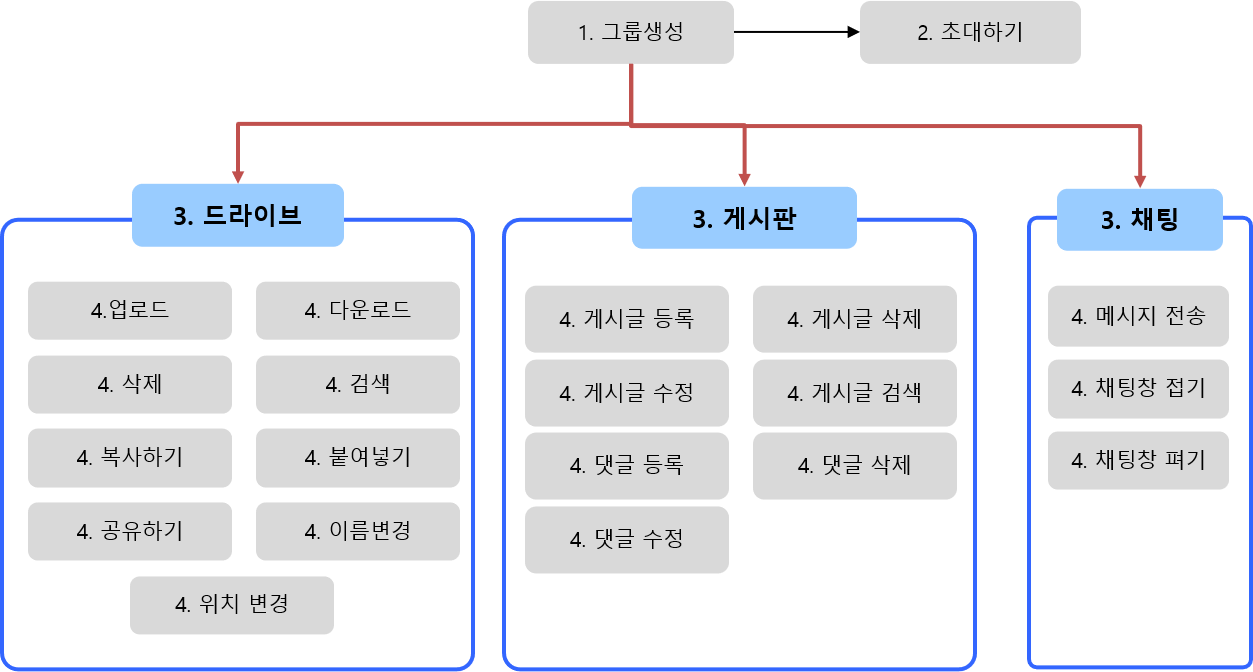 1. 그룹생성
2. 초대하기
3. 드라이브
4.업로드
4. 다운로드
4. 삭제
4. 검색
4. 복사하기
4. 붙여넣기
4. 공유하기
4. 이름변경
4. 위치 변경
3. 게시판
4. 게시글 등록
4. 게시글 삭제
4. 게시글 수정
4. 게시글 검색
4. 댓글 등록
4. 댓글 삭제
4. 댓글 수정
3. 채팅
4. 메시지 전송
4. 채팅창 접기
4. 채팅창 펴기